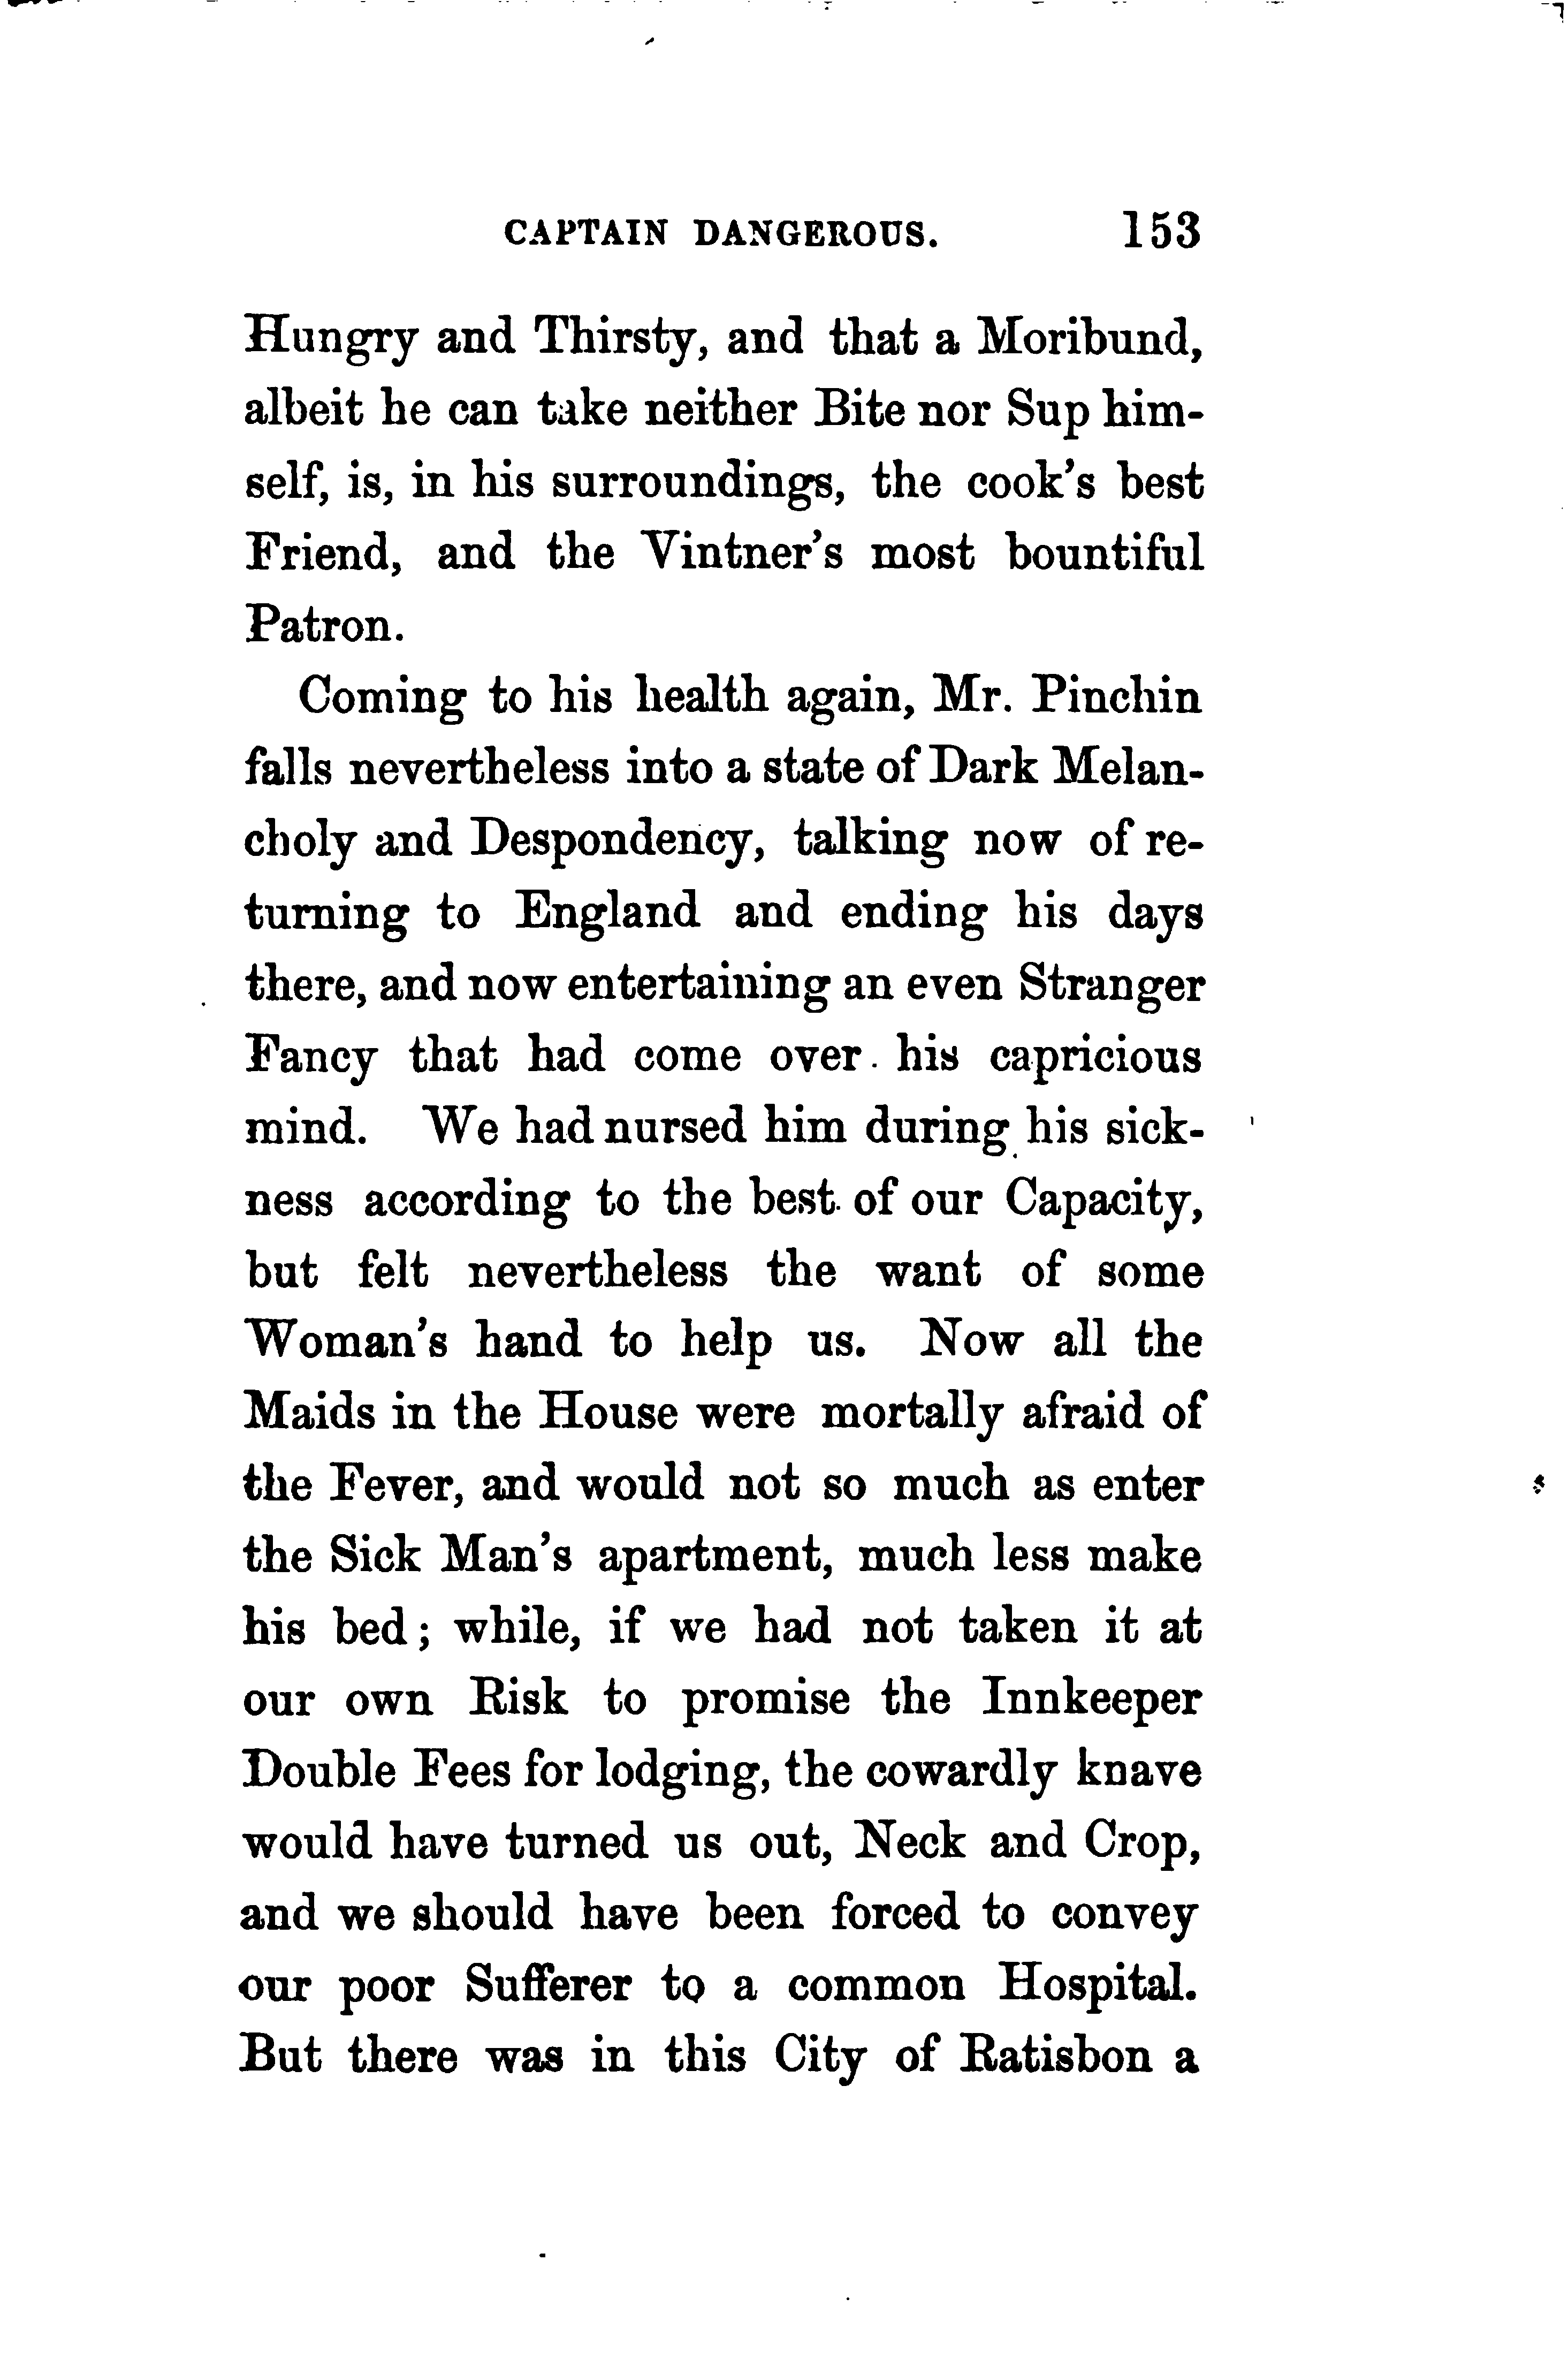 CAPTAIN DANGEROUS. 153
Hungry and Thirsty, and that a Moribund,
albeit he can take neither Bite nor Sup him-
self, is, in his surroundings, the cook's best
Friend, and the Vintner's most bountiful
Patron.
Coming to his health again, Mr. Pinchin
falls nevertheless into a state of Dark Melan-
choly and Despondency, talking now of re-
turning to England and ending his days
there, and now entertaining an even Stranger
Fancy that had come over his capricious
mind. We had nursed him during his sick-
ness according to the best of our Capacity,
but felt nevertheless the want of some
Woman's hand to help us. Now all the
Maids in the House were mortally afraid of
the Fever, and would not so much as enter
the Sick Man's apartment, much less make
his bed; while, if we had not taken it at
our own Risk to promise the Innkeeper
Double Fees for lodging, the cowardly knave
would have turned us out, Neck and Crop,
and we should have been forced to convey
our poor Sufferer to a common Hospital.
But there was in this City of Ratisbon a